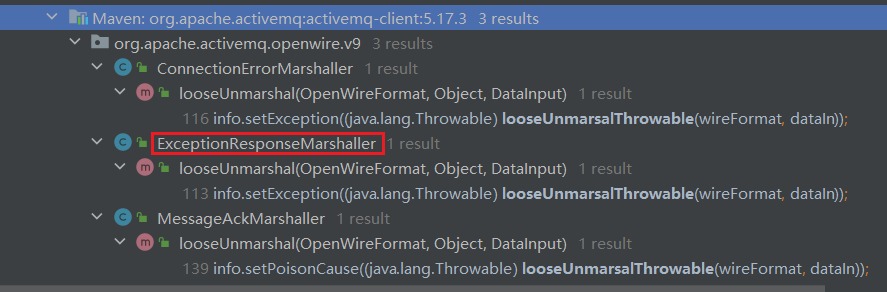 Maven: org.apache.activemq:activemq-client:5.17.3 3 results
org.apache.activemq.openwire.v9 3 results
ConnectionErrorMarshaller 1 result
looseUnmarshal(OpenWireFormat, Object, DataInput) 1 result
116 info.setException((java.lang.Throwable) looseUnmarsalThrowable(wireFormat, dataIn));
ExceptionResponseMarshaller 1 result
looseUnmarshal(OpenWireFormat, Object, DataInput) 1 result
113 info.setException((java.lang.Throwable) looseUnmarsalThrowable(wireFormat, dataIn));
MessageAckMarshaller 1 result
looseUnmarshal(OpenWireFormat, Object, DataInput) 1 result
139 info.setPoisonCause((java.lang.Throwable) looseUnmarsalThrowable(wireFormat, dataIn));